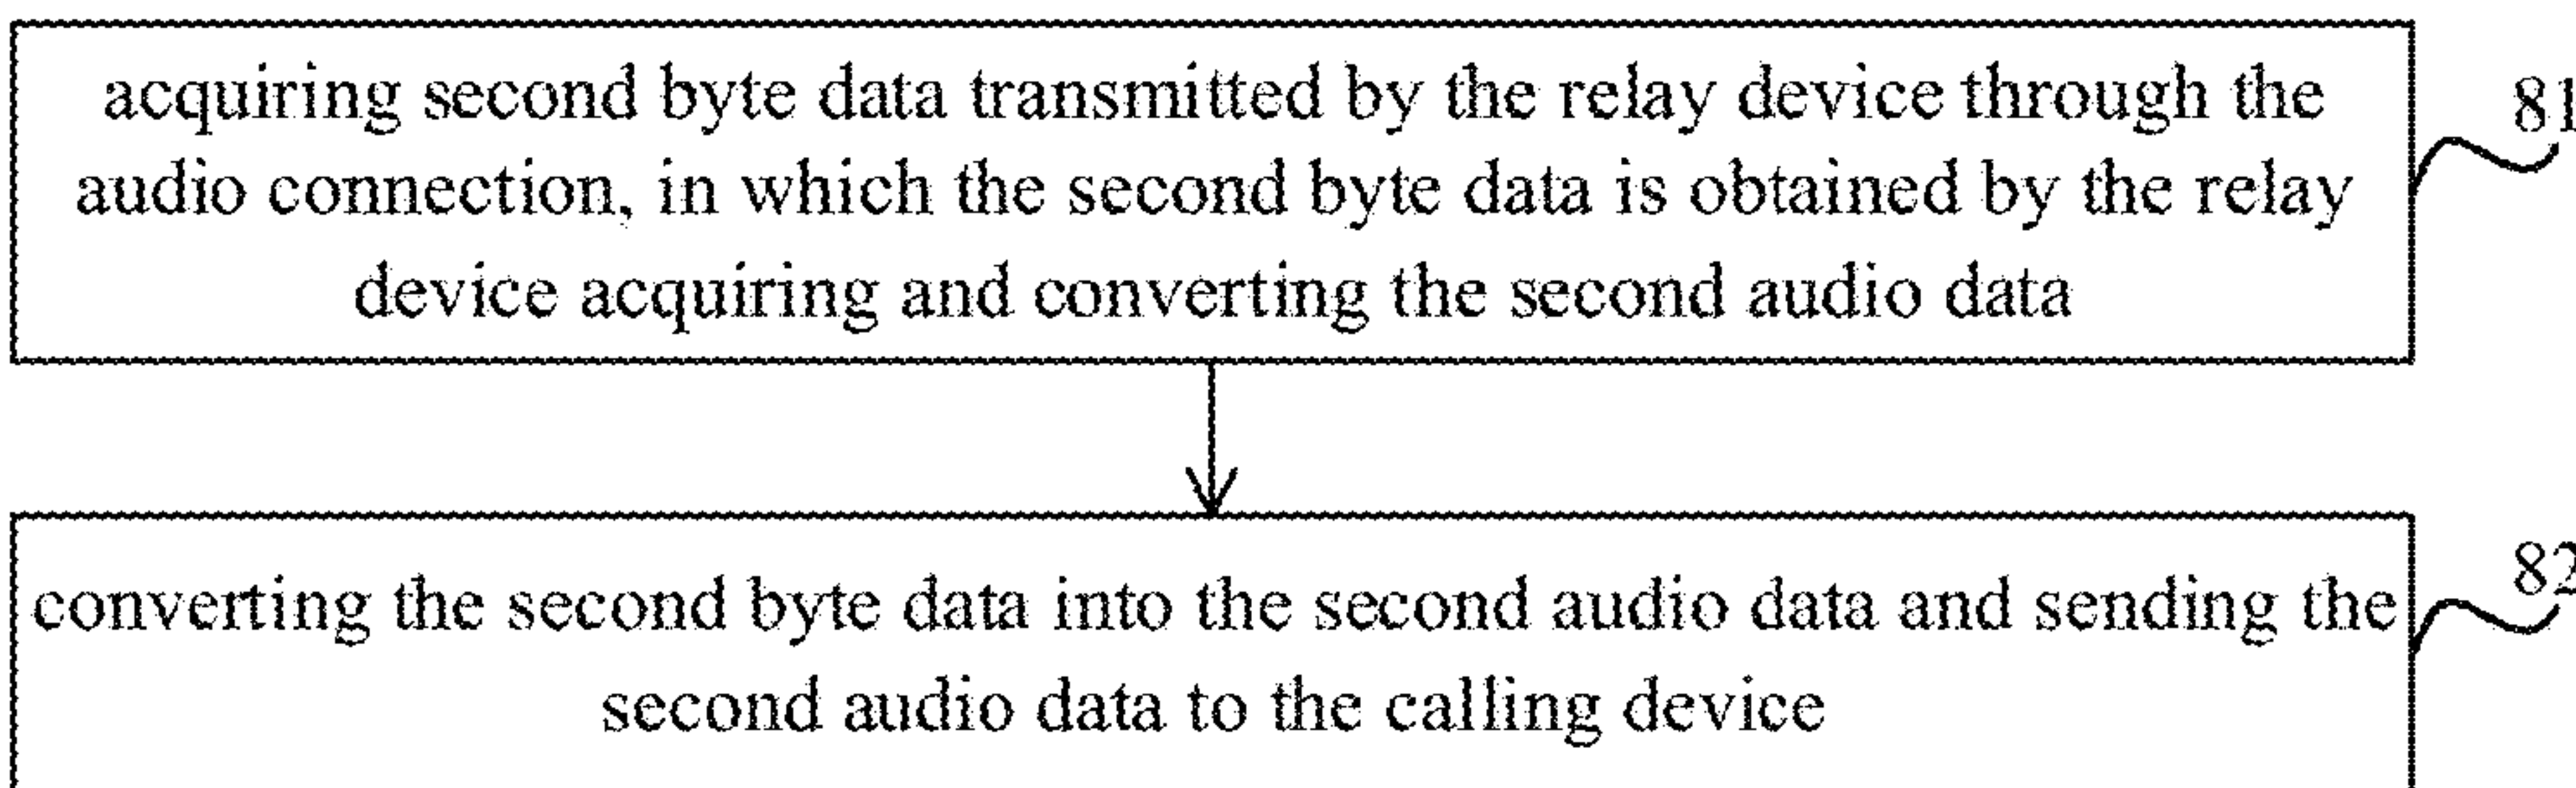 acquiring second byte data transmitted by the relay device through the
81
audio connection, in which the second byte data is obtained by the relay
device acquiring and converting the second audio data
converting the second byte data into the second audio data and sending the
82
second audio data to the calling device